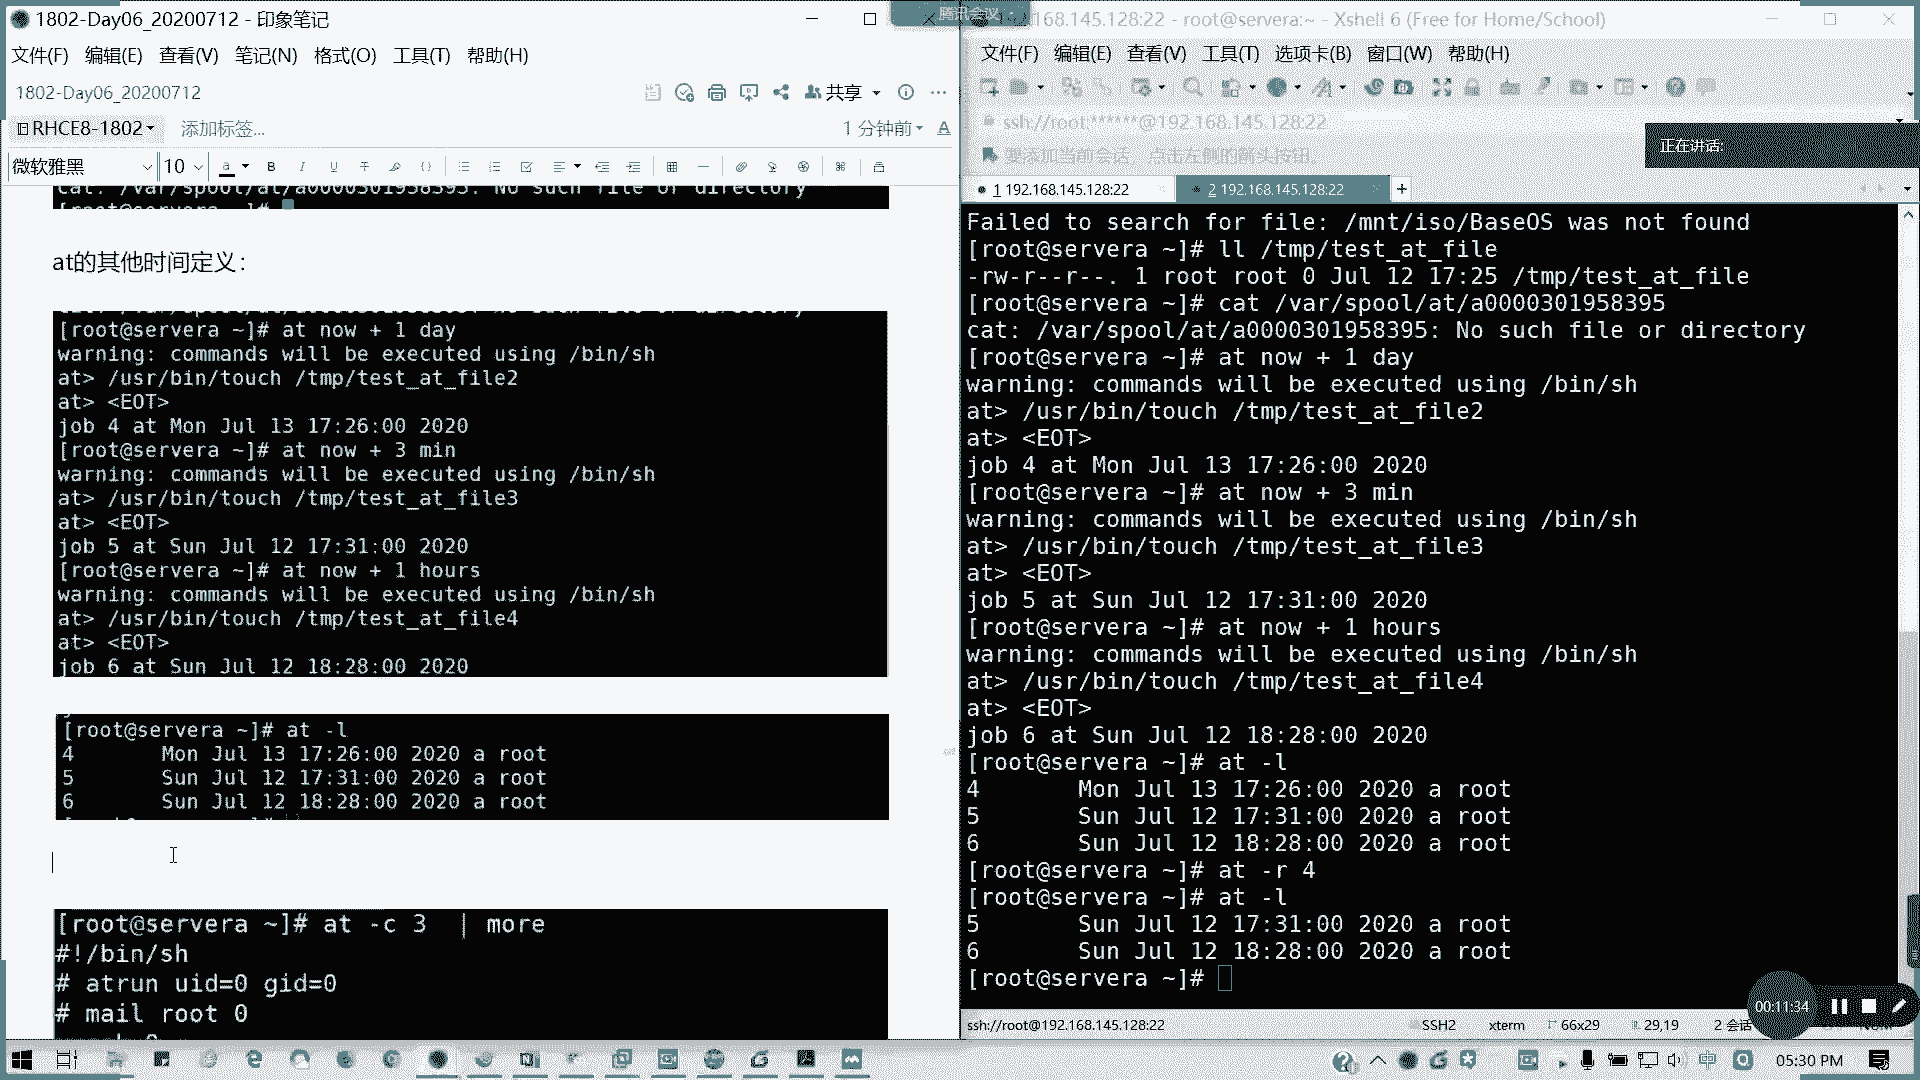 1802-Day06_20200712 - 印象笔记
文件(F) 编辑(E) 查看(V) 笔记(N) 格式(O) 工具(T) 帮助(H)
1802-Day06_20200712
共享
RHCE8-1802
添加标签...
1 分钟前
微软雅黑
10
cat: /var/spool/at/a0000301958395: No such file or directory
[root@servera ~]#
at的其他时间定义：
[root@servera ~]# at now + 1 day
warning: commands will be executed using /bin/sh
at> /usr/bin/touch /tmp/test_at_file2
at> <EOT>
job 4 at Mon Jul 13 17:26:00 2020
[root@servera ~]# at now + 3 min
warning: commands will be executed using /bin/sh
at> /usr/bin/touch /tmp/test_at_file3
at> <EOT>
job 5 at Sun Jul 12 17:31:00 2020
[root@servera ~]# at now + 1 hours
warning: commands will be executed using /bin/sh
at> /usr/bin/touch /tmp/test_at_file4
at> <EOT>
job 6 at Sun Jul 12 18:28:00 2020
[root@servera ~]# at -l
4 Mon Jul 13 17:26:00 2020 a root
5 Sun Jul 12 17:31:00 2020 a root
6 Sun Jul 12 18:28:00 2020 a root
[root@servera ~]# at -c 3 | more
#!/bin/sh
# atrun uid=0 gid=0
# mail root 0
腾讯会议
168.145.128:22 - root@servera:~ - Xshell 6 (Free for Home/School)
文件(F) 编辑(E) 查看(V) 工具(T) 选项卡(B) 窗口(W) 帮助(H)
ssh://root:******@192.168.145.128:22
正在讲话:
要添加当前会话，点击左侧的箭头按钮。
1 192.168.145.128:22
2 192.168.145.128:22
Failed to search for file: /mnt/iso/BaseOS was not found
[root@servera ~]# ll /tmp/test_at_file
-rw-r--r--. 1 root root 0 Jul 12 17:25 /tmp/test_at_file
[root@servera ~]# cat /var/spool/at/a0000301958395
cat: /var/spool/at/a0000301958395: No such file or directory
[root@servera ~]# at now + 1 day
warning: commands will be executed using /bin/sh
at> /usr/bin/touch /tmp/test_at_file2
at> <EOT>
job 4 at Mon Jul 13 17:26:00 2020
[root@servera ~]# at now + 3 min
warning: commands will be executed using /bin/sh
at> /usr/bin/touch /tmp/test_at_file3
at> <EOT>
job 5 at Sun Jul 12 17:31:00 2020
[root@servera ~]# at now + 1 hours
warning: commands will be executed using /bin/sh
at> /usr/bin/touch /tmp/test_at_file4
at> <EOT>
job 6 at Sun Jul 12 18:28:00 2020
[root@servera ~]# at -l
4 Mon Jul 13 17:26:00 2020 a root
5 Sun Jul 12 17:31:00 2020 a root
6 Sun Jul 12 18:28:00 2020 a root
[root@servera ~]# at -r 4
[root@servera ~]# at -l
5 Sun Jul 12 17:31:00 2020 a root
6 Sun Jul 12 18:28:00 2020 a root
[root@servera ~]#
00:11:34
ssh://root@192.168.145.128:22
SSH2
xterm
66x29
29,19
2 会话
05:30 PM